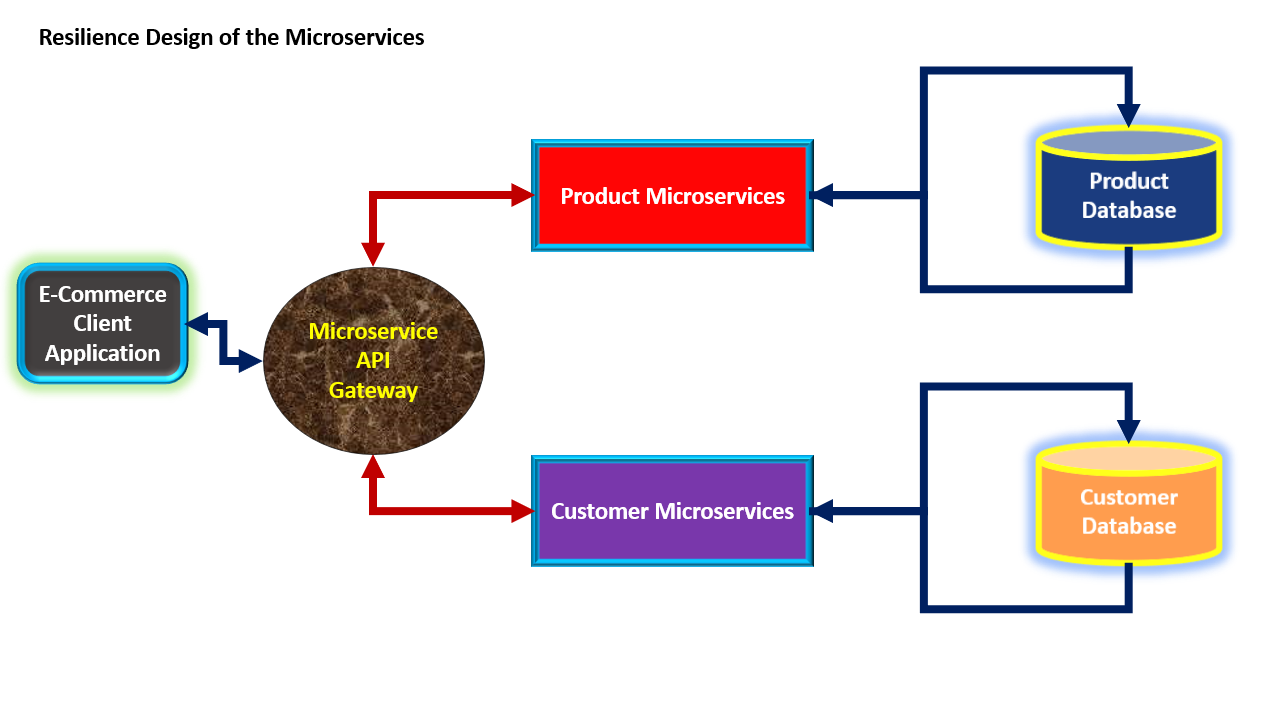 Resilience Design of the Microservices
Product Microservices
Product
Database
E-Commerce
Client
Application
Microservice
API
Gateway
Customer Microservices
Customer
Database